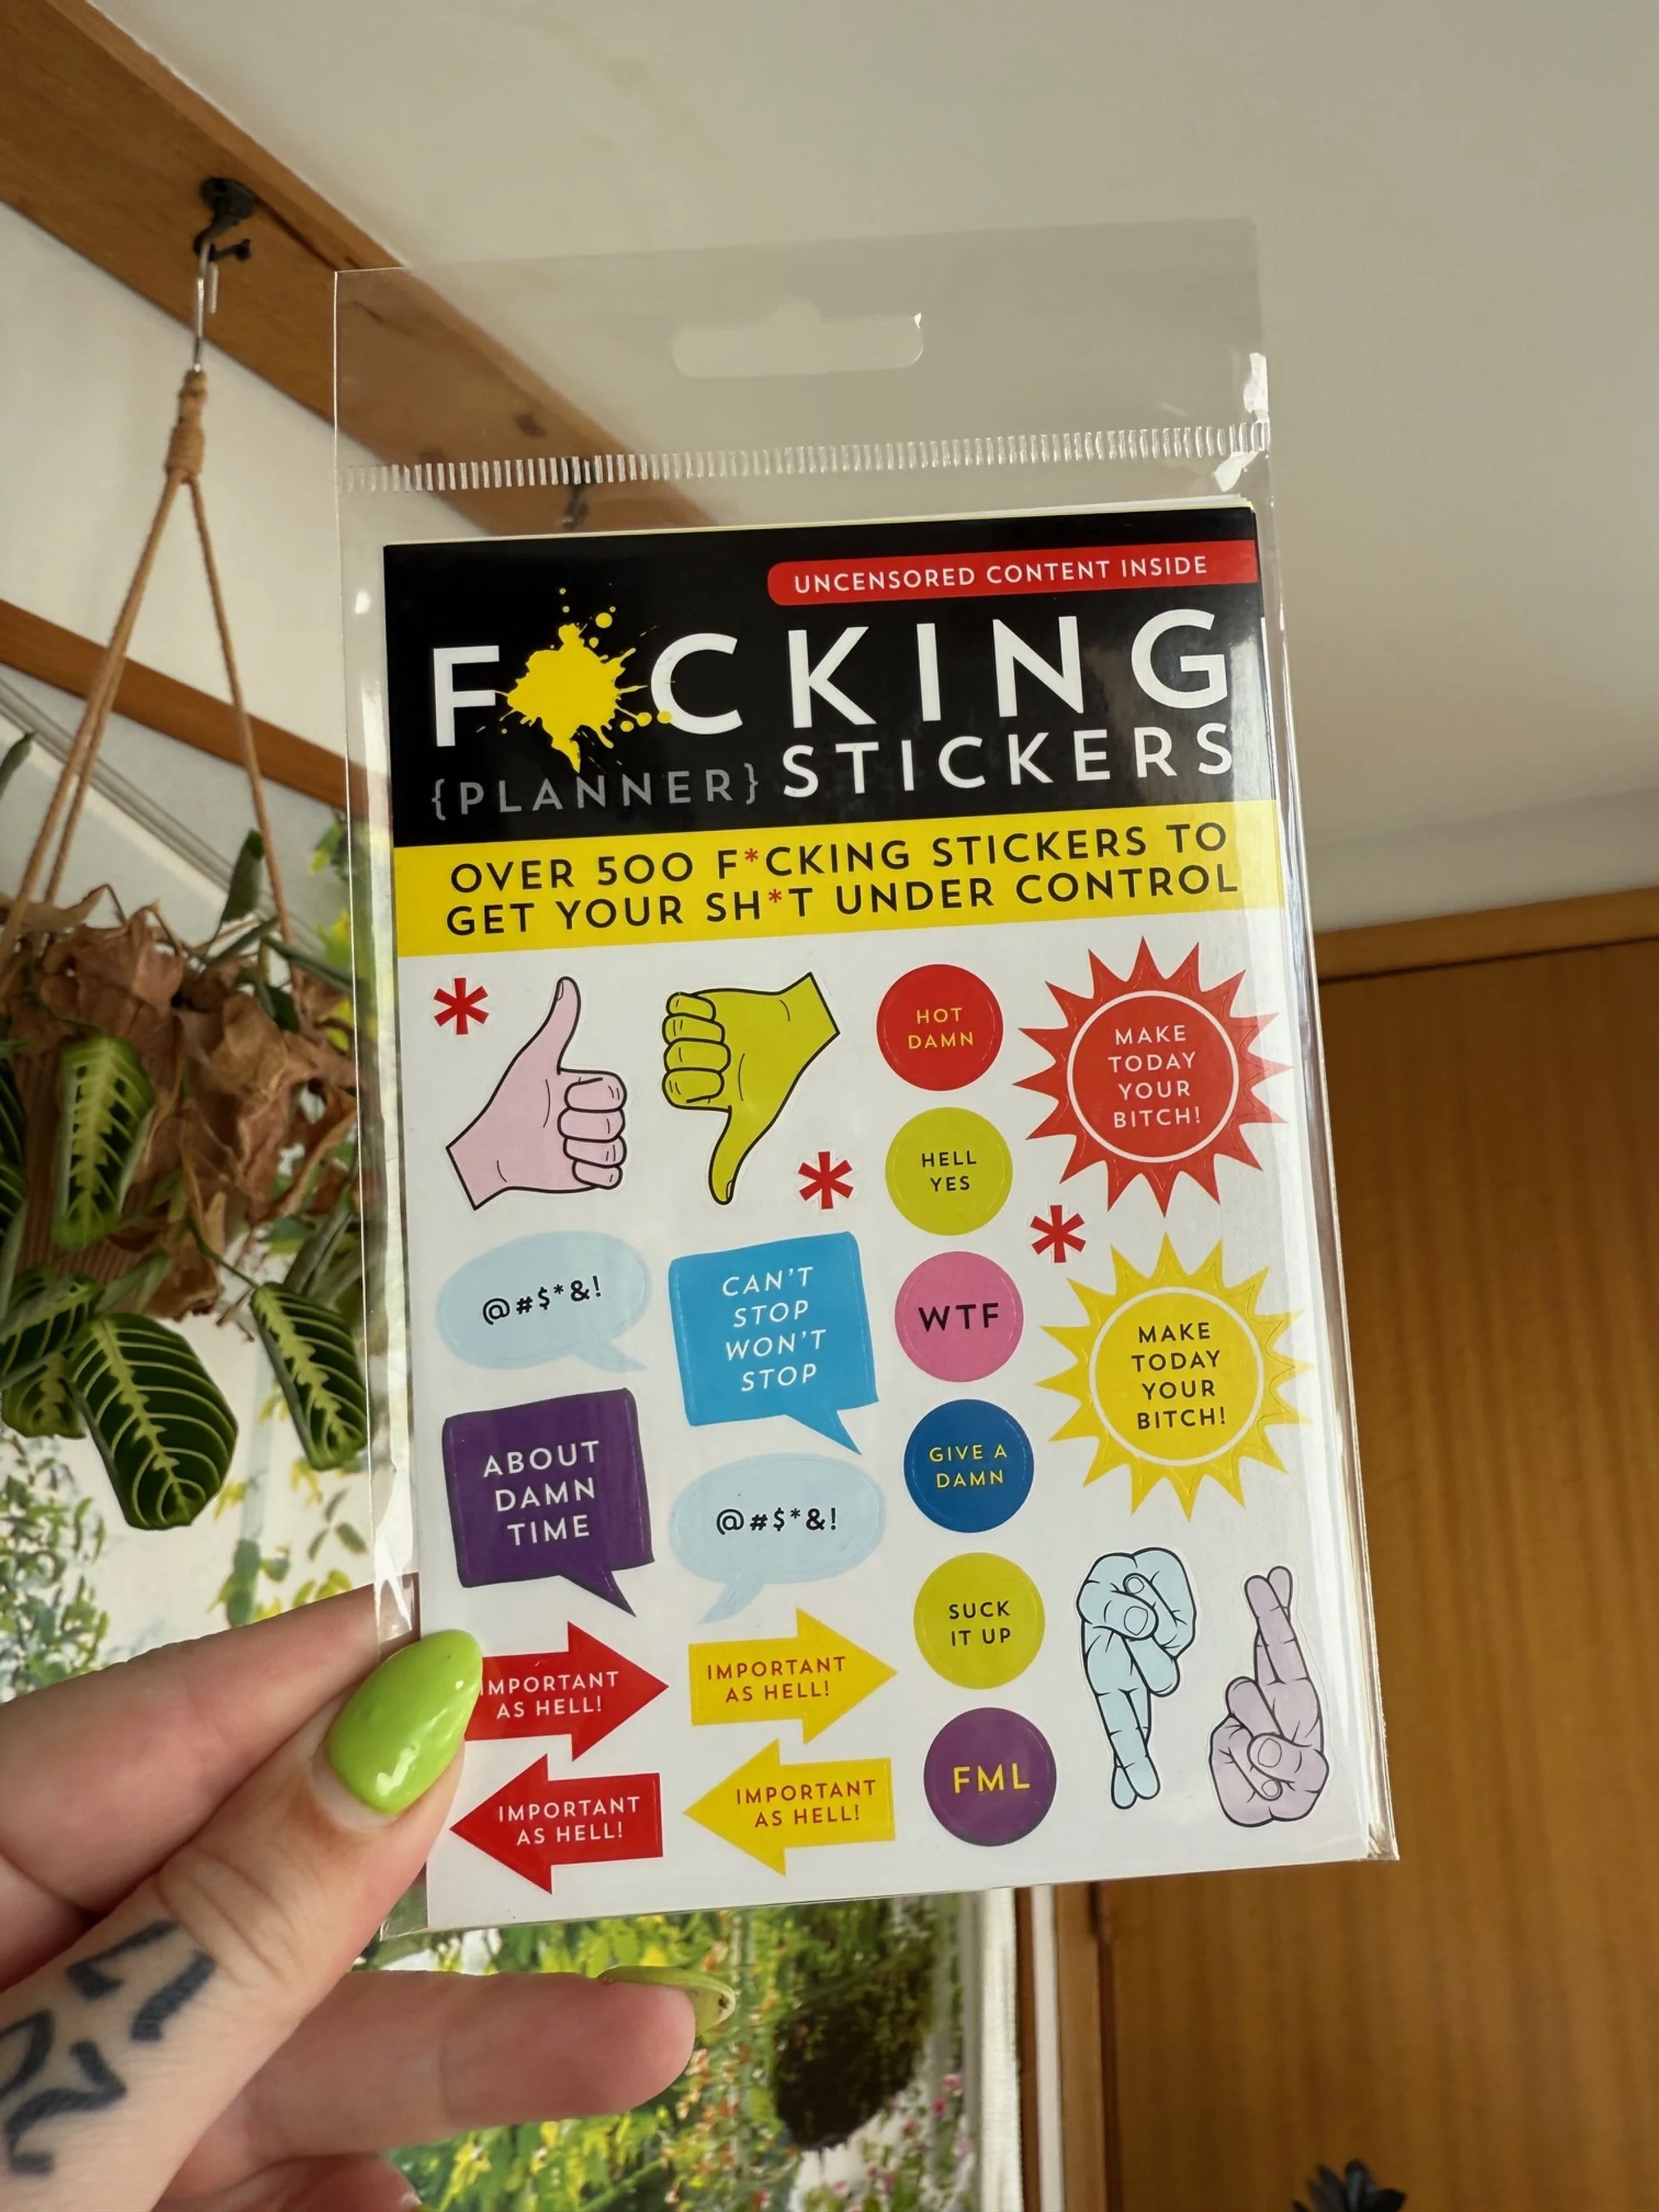 UNCENSORED CONTENT INSIDE
F CKING
{PLANNER} STICKERS
OVER 500 F*CKING STICKERS TO
GET YOUR SH*T UNDER CONTROL
*
*
*
HOT
DAMN
MAKE
TODAY
YOUR
BITCH!
HELL
YES
@#$*&!
CAN'T
STOP
WON'T
STOP
WTF
MAKE
TODAY
YOUR
BITCH!
ABOUT
DAMN
TIME
@#$*&!
GIVE A
DAMN
SUCK
IT UP
IMPORTANT
AS HELL!
IMPORTANT
AS HELL!
IMPORTANT
AS HELL!
IMPORTANT
AS HELL!
FML